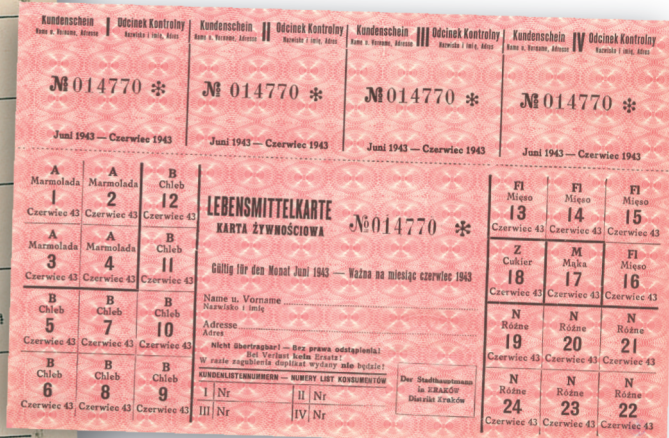 Kundenschein I Odcinek Kontrolny
Name u. Vorname, Adresse Nazwisko i imię, Adres
№ 014770 *
Juni 1943 — Czerwiec 1943
Kundenschein II Odcinek Kontrolny
Name u. Vorname, Adresse Nazwisko i imię, Adres
№ 014770 *
Juni 1943 — Czerwiec 1943
Kundenschein III Odcinek Kontrolny
Name u. Vorname, Adresse Nazwisko i imię, Adres
№ 014770 *
Juni 1943 — Czerwiec 1943
Kundenschein IV Odcinek Kontrolny
Name u. Vorname, Adresse Nazwisko i imię, Adres
№ 014770 *
Juni 1943 — Czerwiec 1943
A
Marmolada
1
Czerwiec 43
A
Marmolada
2
Czerwiec 43
B
Chleb
12
Czerwiec 43
A
Marmolada
3
Czerwiec 43
A
Marmolada
4
Czerwiec 43
B
Chleb
11
Czerwiec 43
B
Chleb
5
Czerwiec 43
B
Chleb
7
Czerwiec 43
B
Chleb
10
Czerwiec 43
B
Chleb
6
Czerwiec 43
B
Chleb
8
Czerwiec 43
B
Chleb
9
Czerwiec 43
LEBENSMITTELKARTE
KARTA ŻYWNOŚCIOWA
№ 014770 *
Gültig für den Monat Juni 1943 — Ważna na miesiąc czerwiec 1943
Name u. Vorname
Nazwisko i imię
Adresse
Adres
Nicht übertragbar! — Bez prawa odstąpienia!
Bei Verlust kein Ersatz!
W razie zagubienia duplikat wydany nie będzie!
KUNDENLISTENNUMMERN — NUMERY LIST KONSUMENTÓW
I Nr II Nr
III Nr IV Nr
Der Stadthauptmann
in KRAKÓW
Distrikt Kraków
Fl
Mięso
13
Czerwiec 43
Fl
Mięso
14
Czerwiec 43
Fl
Mięso
15
Czerwiec 43
Z
Cukier
18
Czerwiec 43
M
Mąka
17
Czerwiec 43
Fl
Mięso
16
Czerwiec 43
N
Różne
19
Czerwiec 43
N
Różne
20
Czerwiec 43
N
Różne
21
Czerwiec 43
N
Różne
24
Czerwiec 43
N
Różne
23
Czerwiec 43
N
Różne
22
Czerwiec 43